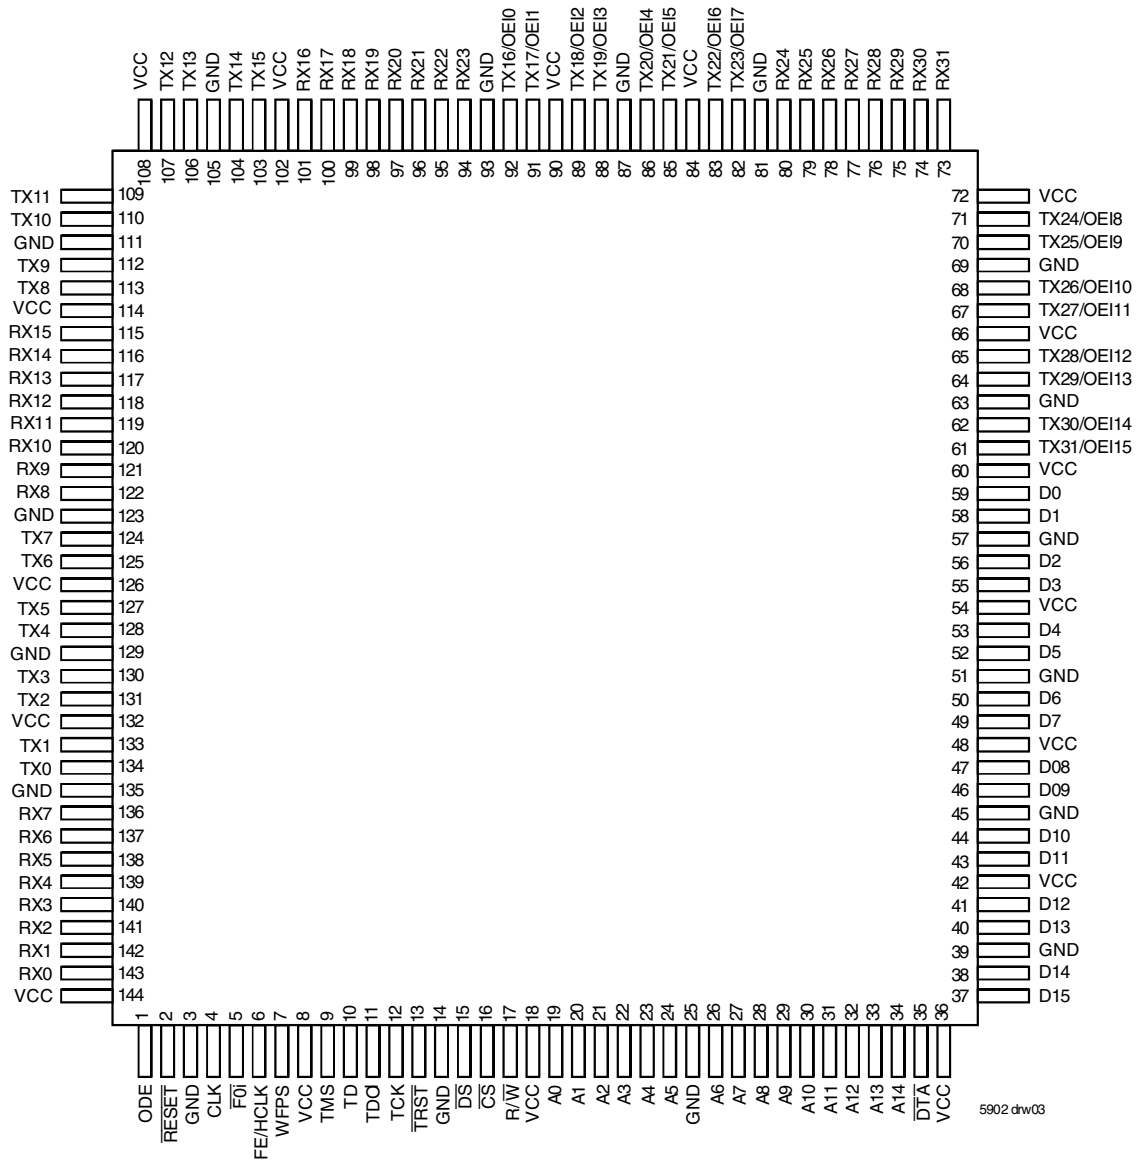 VCC
TX12
TX13
GND
TX14
TX15
VCC
RX16
RX17
RX18
RX19
RX20
RX21
RX22
RX23
GND
TX16/OEI0
TX17/OEI1
VCC
TX18/OEI2
TX19/OEI3
GND
TX20/OEI4
TX21/OEI5
VCC
TX22/OEI6
TX23/OEI7
GND
RX24
RX25
RX26
RX27
RX28
RX29
RX30
RX31
108
107
106
105
104
103
102
101
100
99
98
97
96
95
94
93
92
91
90
89
88
87
86
85
84
83
82
81
80
79
78
77
76
75
74
73
TX11 109
TX10 110
GND 111
TX9 112
TX8 113
VCC 114
RX15 115
RX14 116
RX13 117
RX12 118
RX11 119
RX10 120
RX9 121
RX8 122
GND 123
TX7 124
TX6 125
VCC 126
TX5 127
TX4 128
GND 129
TX3 130
TX2 131
VCC 132
TX1 133
TX0 134
GND 135
RX7 136
RX6 137
RX5 138
RX4 139
RX3 140
RX2 141
RX1 142
RX0 143
VCC 144
72 VCC
71 TX24/OEI8
70 TX25/OEI9
69 GND
68 TX26/OEI10
67 TX27/OEI11
66 VCC
65 TX28/OEI12
64 TX29/OEI13
63 GND
62 TX30/OEI14
61 TX31/OEI15
60 VCC
59 D0
58 D1
57 GND
56 D2
55 D3
54 VCC
53 D4
52 D5
51 GND
50 D6
49 D7
48 VCC
47 D08
46 D09
45 GND
44 D10
43 D11
42 VCC
41 D12
40 D13
39 GND
38 D14
37 D15
1
2
3
4
5
6
7
8
9
10
11
12
13
14
15
16
17
18
19
20
21
22
23
24
25
26
27
28
29
30
31
32
33
34
35
36
ODE
RESET
GND
CLK
F0i
FE/HCLK
WFPS
VCC
TMS
TD
TDOI
TCK
TRST
GND
DS
CS
R/W
VCC
A0
A1
A2
A3
A4
A5
GND
A6
A7
A8
A9
A10
A11
A12
A13
A14
DTA
VCC
5902 drw03